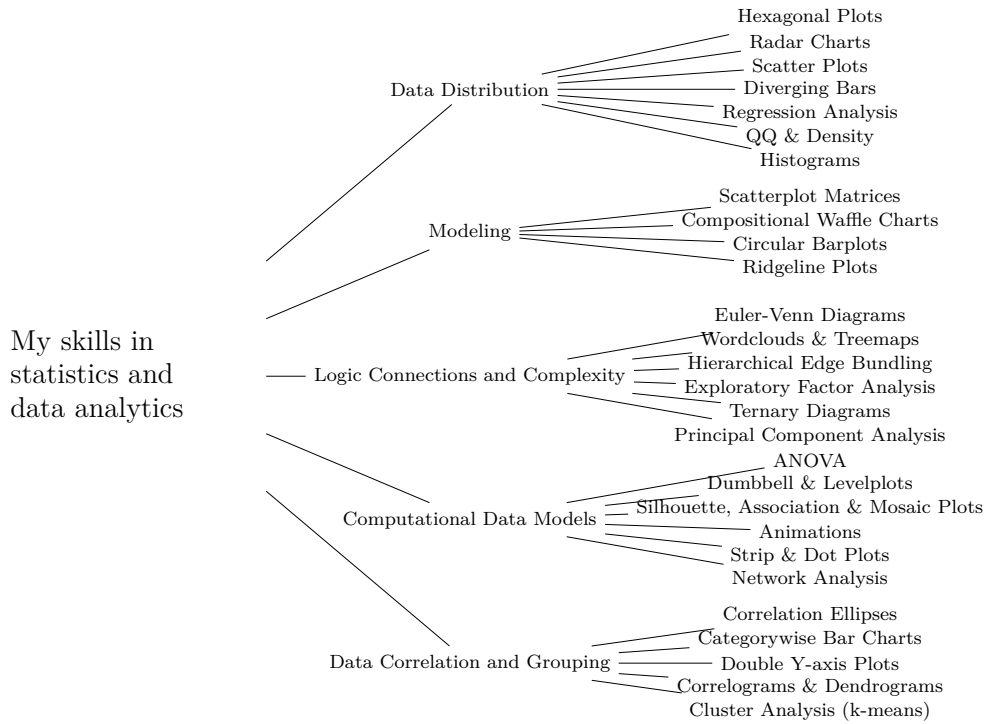 My skills in
statistics and
data analytics
Data Distribution
Hexagonal Plots
Radar Charts
Scatter Plots
Diverging Bars
Regression Analysis
QQ & Density
Histograms
Modeling
Scatterplot Matrices
Compositional Waffle Charts
Circular Barplots
Ridgeline Plots
Logic Connections and Complexity
Euler-Venn Diagrams
Wordclouds & Treemaps
Hierarchical Edge Bundling
Exploratory Factor Analysis
Ternary Diagrams
Principal Component Analysis
Computational Data Models
ANOVA
Dumbbell & Levelplots
Silhouette, Association & Mosaic Plots
Animations
Strip & Dot Plots
Network Analysis
Data Correlation and Grouping
Correlation Ellipses
Categorywise Bar Charts
Double Y-axis Plots
Correlograms & Dendrograms
Cluster Analysis (k-means)